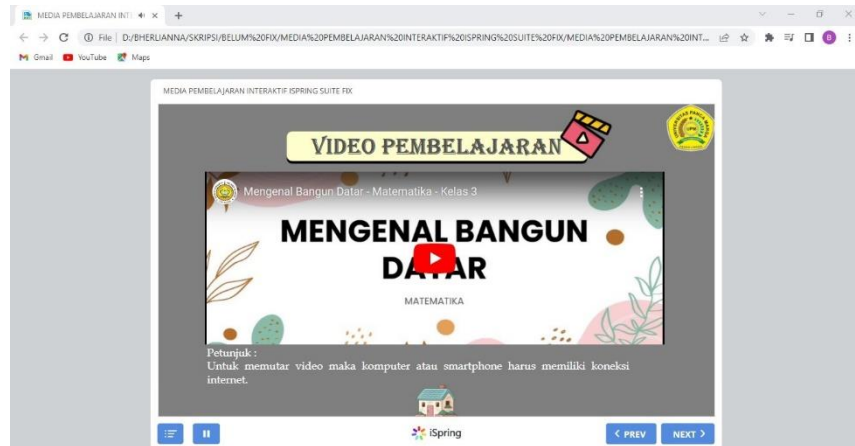 MEDIA PEMBELAJARAN INT
File D:/BHERLIANNA/SKRIPSI/BELUM%20FIX/MEDIA%20PEMBELAJARAN%20INTERAKTIF%20ISPRING%20SUITE%20FIX/MEDIA%20PEMBELAJARAN%20INT...
B
Gmail YouTube Maps
MEDIA PEMBELAJARAN INTERAKTIF ISPRING SUITE FIX
VIDEO PEMBELAJARAN
UPM
Mengenal Bangun Datar - Matematika - Kelas 3
MENGENAL BANGUN
DATAR
MATEMATIKA
Petunjuk :
Untuk memutar video maka komputer atau smartphone harus memiliki koneksi
internet.
iSpring
< PREV NEXT >